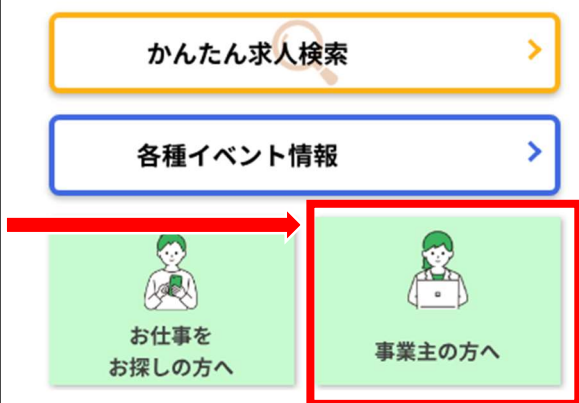 かんたん求人検索
各種イベント情報
お仕事を
お探しの方へ
事業主の方へ